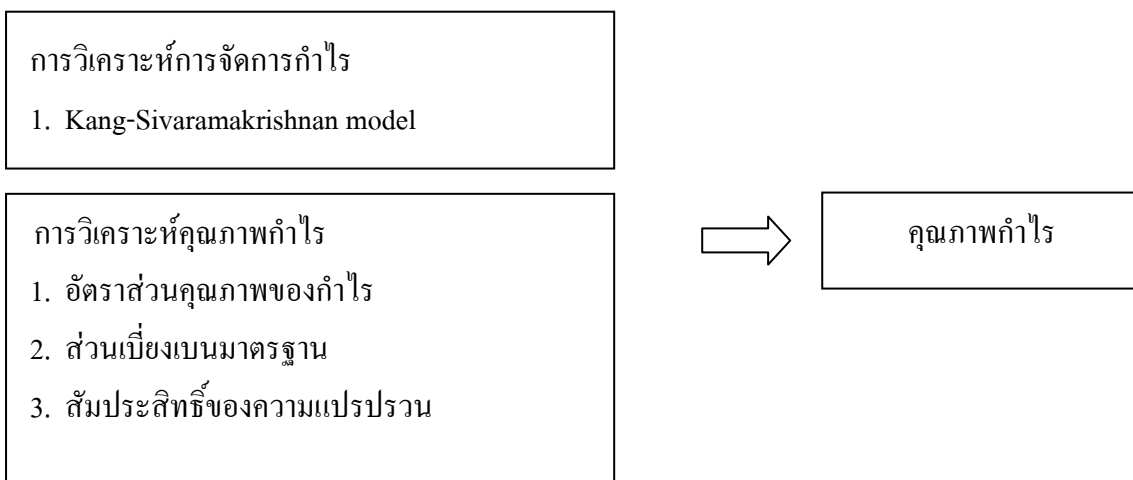 การวิเคราะห์การจัดการกำไร
1. Kang-Sivaramakrishnan model
การวิเคราะห์คุณภาพกำไร
1. อัตราส่วนคุณภาพของกำไร
2. ส่วนเบี่ยงเบนมาตรฐาน
3. สัมประสิทธิ์ของความแปรปรวน
คุณภาพกำไร